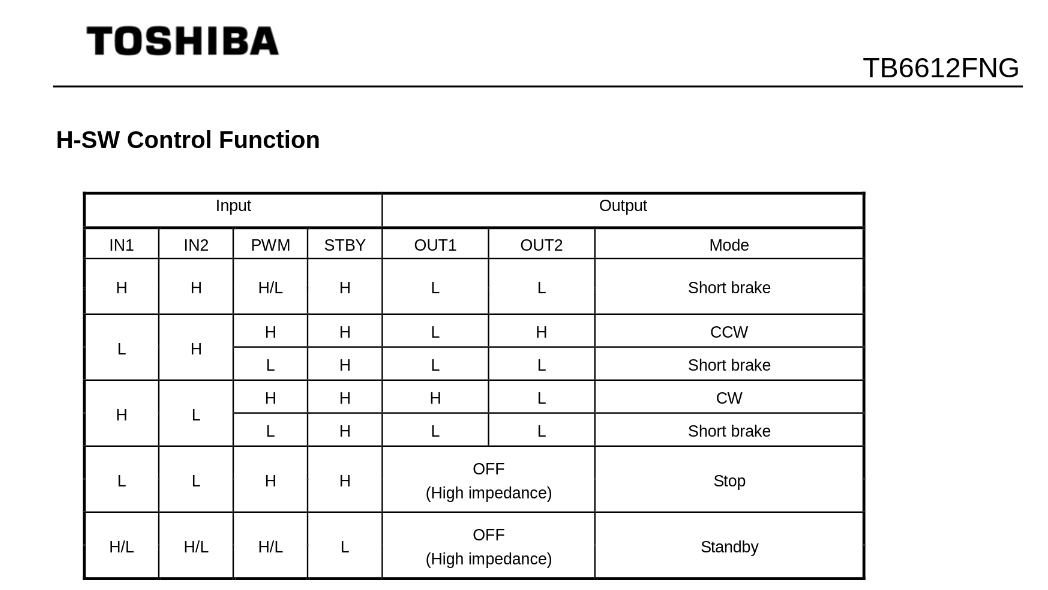 TOSHIBA
TB6612FNG
H-SW Control Function
Input Output
IN1 IN2 PWM STBY OUT1 OUT2 Mode
H H H/L H L L Short brake
L H H H L H CCW
L H L L Short brake
H L H H H L CW
L H L L Short brake
L L H H OFF
(High impedance) Stop
H/L H/L H/L L OFF
(High impedance) Standby